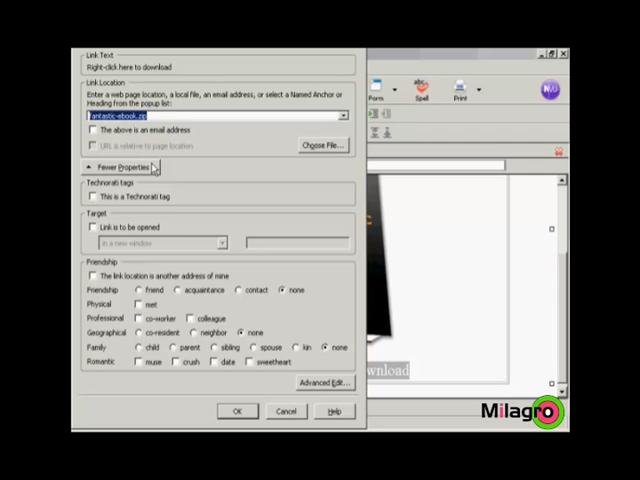 Link Text
Right-click here to download
Link Location
Enter a web page location, a local file, an email address, or select a Named Anchor or
Heading from the popup list:
fantastic-ebook.zip
The above is an email address
URL is relative to page location
Choose File...
Fewer Properties
Technorati tags
This is a Technorati tag
Target
Link is to be opened
in a new window
Friendship
The link location is another address of mine
Friendship friend acquaintance contact none
Physical met
Professional co-worker colleague
Geographical co-resident neighbor none
Family child parent sibling spouse kin none
Romantic muse crush date sweetheart
Advanced Edit...
OK Cancel Help
Form Spell Print
wnload
Milagro